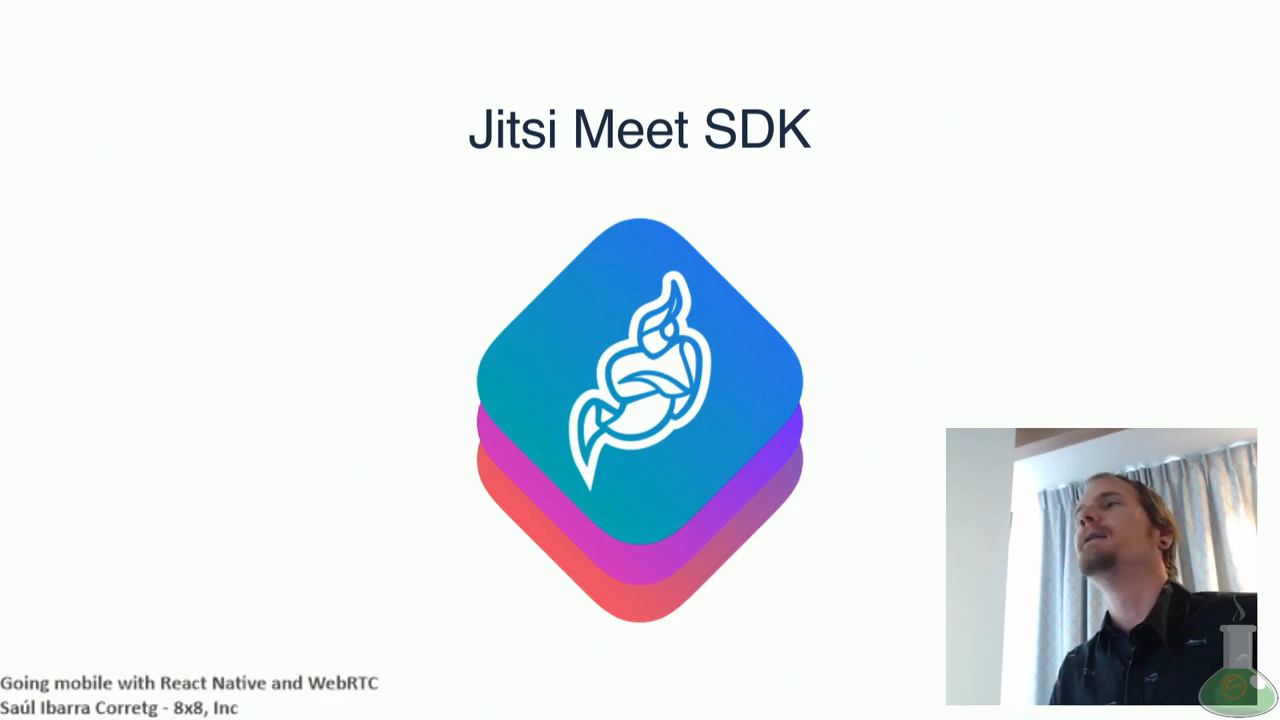 Jitsi Meet SDK
Going mobile with React Native and WebRTC
Saúl Ibarra Corretg - 8x8, Inc